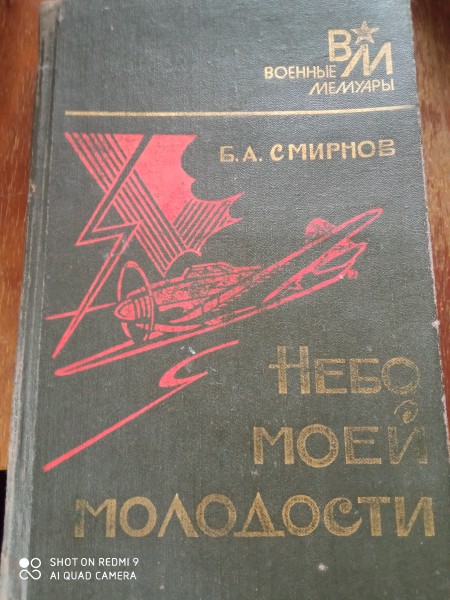 ВМ
ВОЕННЫЕ
МЕМУАРЫ
Б.А. СМИРНОВ
НЕБО
МОЕЙ
МОЛОДОСТИ
SHOT ON REDMI 9
AI QUAD CAMERA